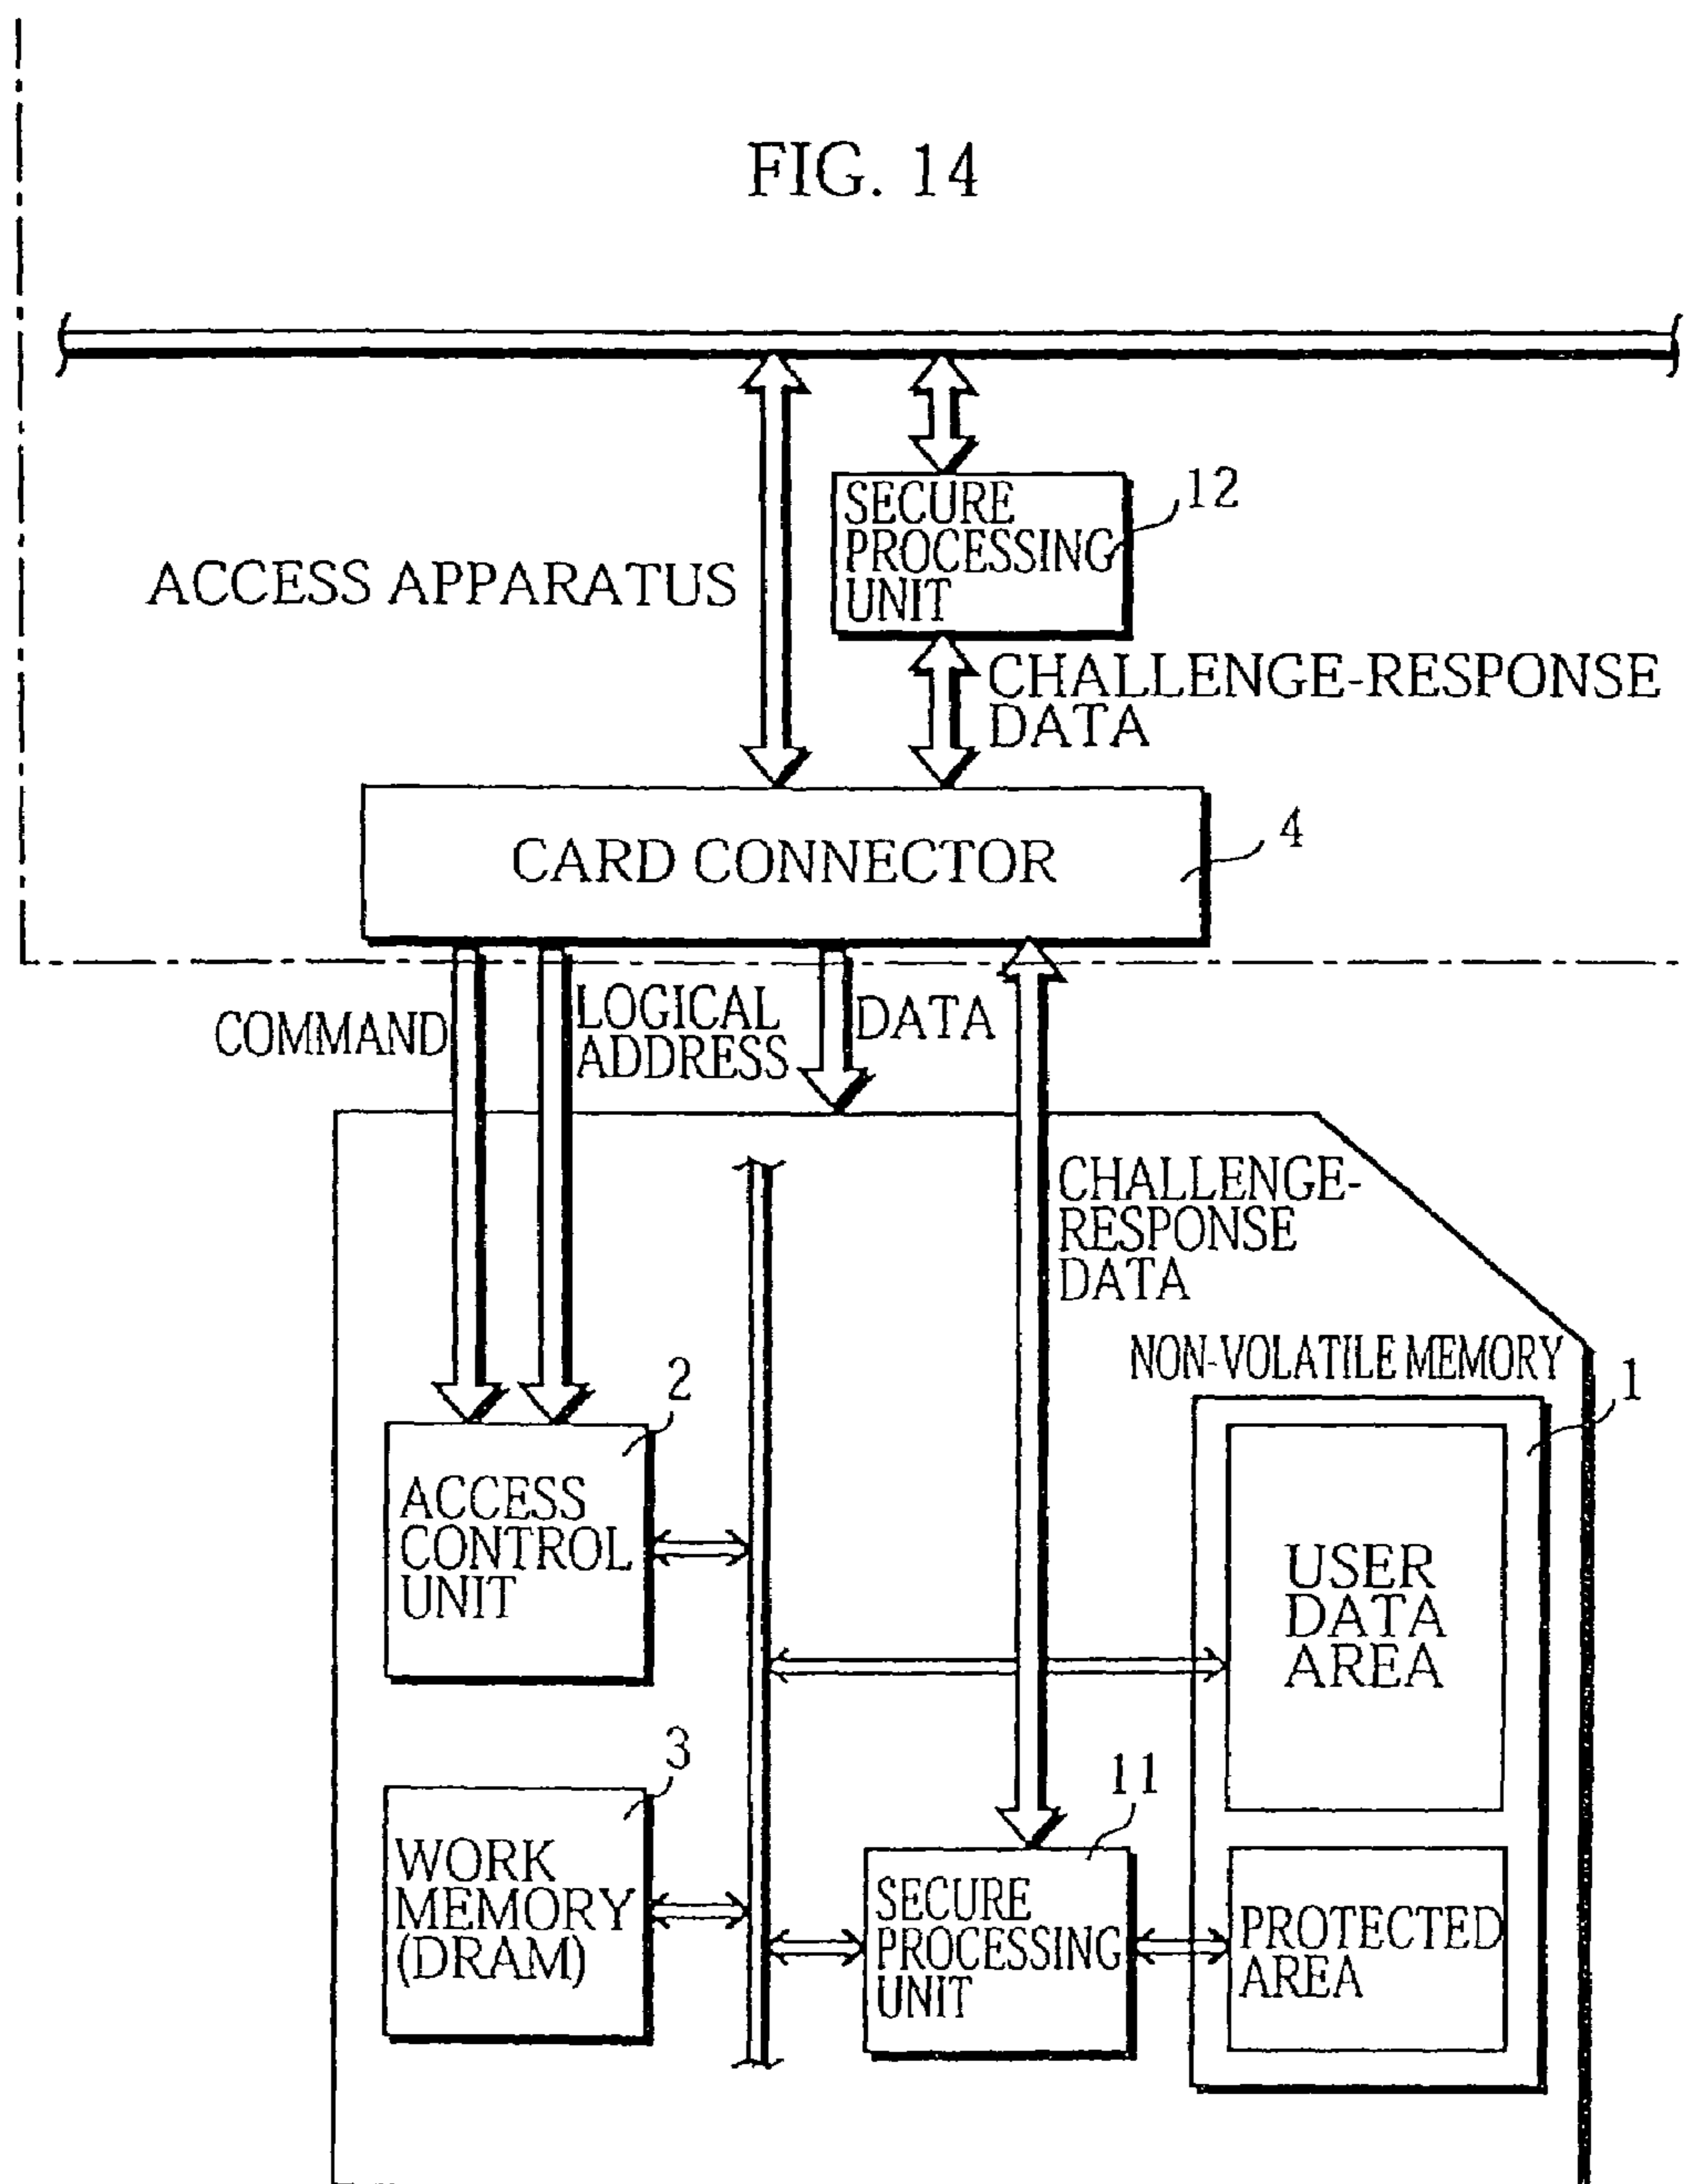 FIG. 14
SECURE
PROCESSING
UNIT
12
ACCESS APPARATUS
CHALLENGE-RESPONSE
DATA
CARD CONNECTOR
4
COMMAND
LOGICAL
ADDRESS
DATA
CHALLENGE-
RESPONSE
DATA
NON-VOLATILE MEMORY
1
2
ACCESS
CONTROL
UNIT
USER
DATA
AREA
3
WORK
MEMORY
(DRAM)
11
SECURE
PROCESSING
UNIT
PROTECTED
AREA